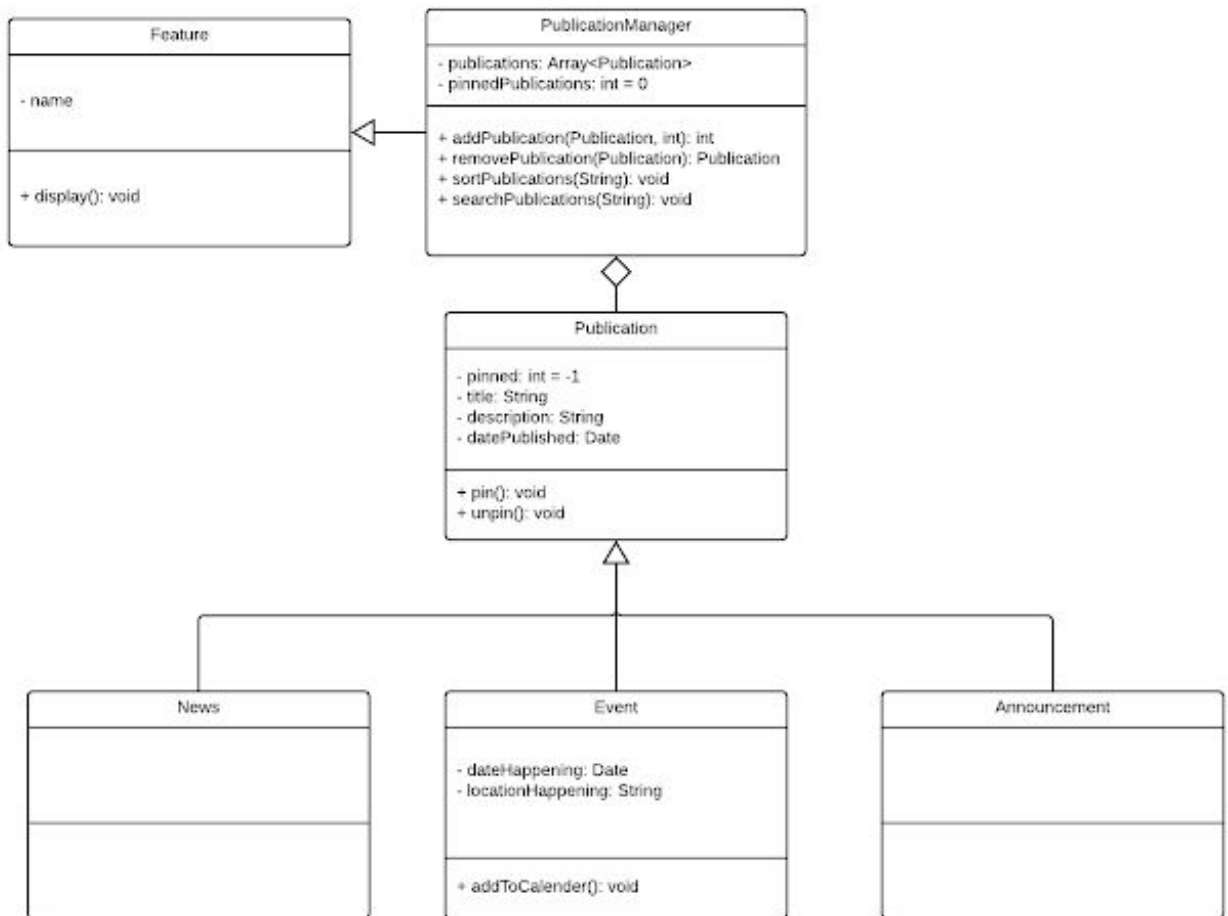 Feature
- name
+ display(): void
PublicationManager
- publications: Array<Publication>
- pinnedPublications: int = 0
+ addPublication(Publication, int): int
+ removePublication(Publication): Publication
+ sortPublications(String): void
+ searchPublications(String): void
Publication
- pinned: int = -1
- title: String
- description: String
- datePublished: Date
+ pin(): void
+ unpin(): void
News
Event
- dateHappening: Date
- locationHappening: String
+ addToCalender(): void
Announcement